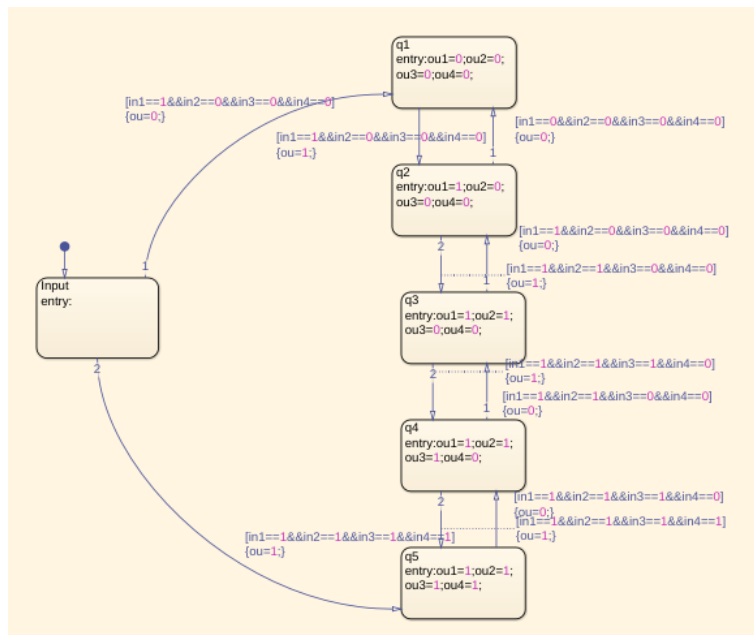 q1
entry:ou1=0;ou2=0;
ou3=0;ou4=0;
[in1==1&&in2==0&&in3==0&&in4==0]
{ou=0;}
[in1==1&&in2==0&&in3==0&&in4==0]
{ou=1;}
[in1==0&&in2==0&&in3==0&&in4==0]
{ou=0;}
1
q2
entry:ou1=1;ou2=0;
ou3=0;ou4=0;
2
[in1==1&&in2==0&&in3==0&&in4==0]
{ou=0;}
1
[in1==1&&in2==1&&in3==0&&in4==0]
{ou=1;}
1
Input
entry:
2
q3
entry:ou1=1;ou2=1;
ou3=0;ou4=0;
2
[in1==1&&in2==1&&in3==1&&in4==0]
{ou=1;}
[in1==1&&in2==1&&in3==0&&in4==0]
{ou=0;}
1
q4
entry:ou1=1;ou2=1;
ou3=1;ou4=0;
2
[in1==1&&in2==1&&in3==1&&in4==0]
{ou=0;}
[in1==1&&in2==1&&in3==1&&in4==1]
{ou=1;}
[in1==1&&in2==1&&in3==1&&in4==1]
{ou=1;}
q5
entry:ou1=1;ou2=1;
ou3=1;ou4=1;